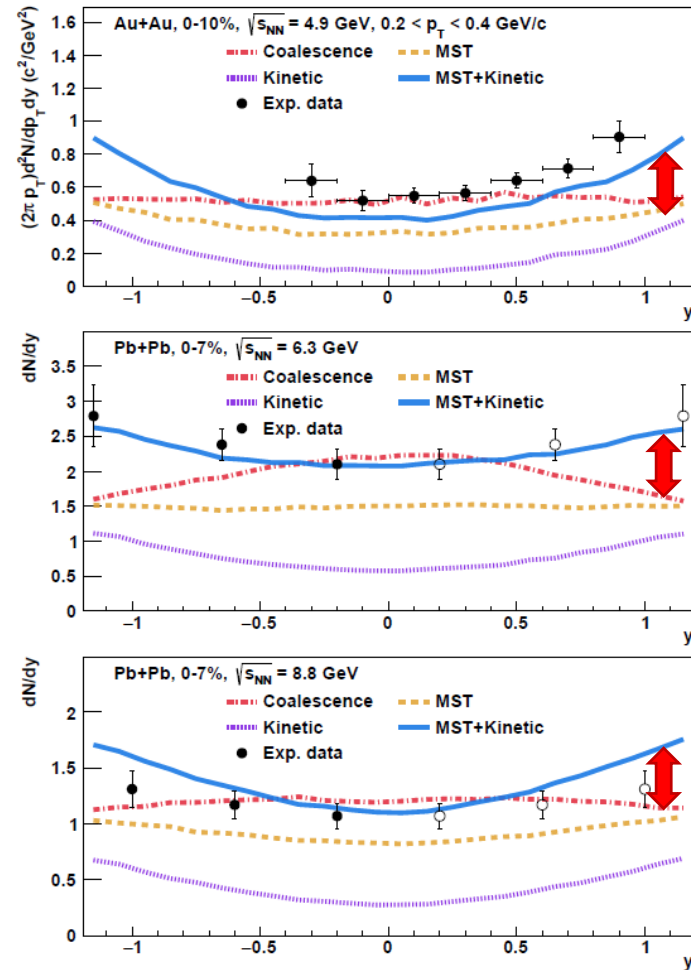 Au+Au, 0-10%, √sNN = 4.9 GeV, 0.2 < pT < 0.4 GeV/c
Coalescence MST
Kinetic MST+Kinetic
Exp. data
(2π pT)d²N/dpTdy (c²/GeV²)
1.6
1.4
1.2
1
0.8
0.6
0.4
0.2
0
−1 −0.5 0 0.5 1
y
Pb+Pb, 0-7%, √sNN = 6.3 GeV
Coalescence MST
Kinetic MST+Kinetic
Exp. data
dN/dy
3.5
3
2.5
2
1.5
1
0.5
0
−1 −0.5 0 0.5 1
y
Pb+Pb, 0-7%, √sNN = 8.8 GeV
Coalescence MST
Kinetic MST+Kinetic
Exp. data
dN/dy
2
1.5
1
0.5
0
−1 −0.5 0 0.5 1
y